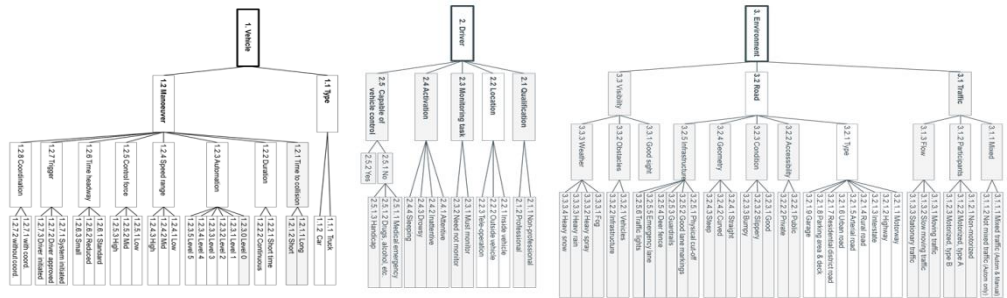 1. Vehicle
1.1 Type
1.1.1 Truck
1.1.2 Car
1.2 Manoeuver
1.2.1 Time to collision
1.2.1.1 Long
1.2.1.2 Short
1.2.2 Duration
1.2.2.1 Short time
1.2.2.2 Continuous
1.2.3 Automation
1.2.3.0 Level 0
1.2.3.1 Level 1
1.2.3.2 Level 2
1.2.3.3 Level 3
1.2.3.4 Level 4
1.2.3.5 Level 5
1.2.4 Speed range
1.2.4.1 Low
1.2.4.2 Mid
1.2.4.3 High
1.2.5 Control force
1.2.5.1 Low
1.2.5.3 High
1.2.6 Time headway
1.2.6.1 Standard
1.2.6.2 Reduced
1.2.6.3 Small
1.2.7 Trigger
1.2.7.1 System initiated
1.2.7.2 Driver approved
1.2.7.3 Driver initiated
1.2.8 Coordination
with coord.
without coord.
2. Driver
2.1 Qualification
2.1.1 Non-professional
2.1.2 Professional
2.2 Location
2.2.1 Inside vehicle
2.2.2 Outside vehicle
2.2.3 Tele-operation
2.3 Monitoring task
2.3.1 Must monitor
2.3.2 Need not monitor
2.4 Activation
2.4.1 Attentive
2.4.2 Inattentive
2.4.3 Drowsy
2.4.4 Sleeping
2.5 Capable of
vehicle control
2.5.1 No
2.5.1.1 Medical emergency
2.5.1.2 Drugs, alcohol, etc.
2.5.1.3 Handicap
2.5.2 Yes
3. Environment
3.1 Traffic
3.1.1 Mixed
3.1.1.1 Mixed traffic (Autom & Manual)
3.1.1.2 Not mixed traffic (Autom only)
3.1.2 Participants
3.1.2.1 Non-motorized
3.1.2.2 Motorized, type A
3.1.2.3 Motorized, type B
3.1.3 Flow
3.1.3.1 Moving traffic
3.1.3.2 Slow moving traffic
3.1.3.3 Stationary traffic
3.2 Road
3.2.1 Type
3.2.1.1 Motorway
3.2.1.2 Highway
3.2.1.3 Interstate
3.2.1.4 Rural road
3.2.1.5 Arterial road
3.2.1.6 Urban road
3.2.1.7 Residential district road
3.2.1.8 Parking area & deck
3.2.1.9 Garage
3.2.2 Accessibility
3.2.2.1 Public
3.2.2.2 Private
3.2.3 Condition
3.2.3.1 Good
3.2.3.2 Slippery
3.2.3.3 Bumpy
3.2.4 Geometry
3.2.4.1 Straight
3.2.4.2 Curved
3.2.4.3 Steep
3.2.5 Infrastructure
3.2.5.1 Physical cut-off
3.2.5.2 Good lane markings
3.2.5.3 Guardrails
3.2.5.4 Deer fence
3.2.5.5 Emergency lane
3.2.5.6 Traffic lights
3.3 Visibility
3.3.1 Good sight
3.3.2 Obstacles
3.3.2.1 Vehicles
3.3.2.2 Infrastructure
3.3.3 Weather
3.3.3.1 Fog
3.3.3.2 Heavy spray
3.3.3.3 Heavy rain
3.3.3.4 Heavy snow